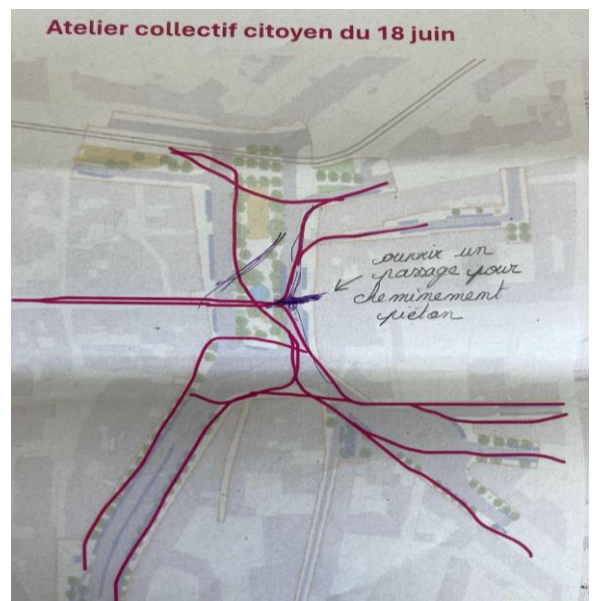 Atelier collectif citoyen du 18 juin
ouvrir un
passage pour
cheminement
piéton